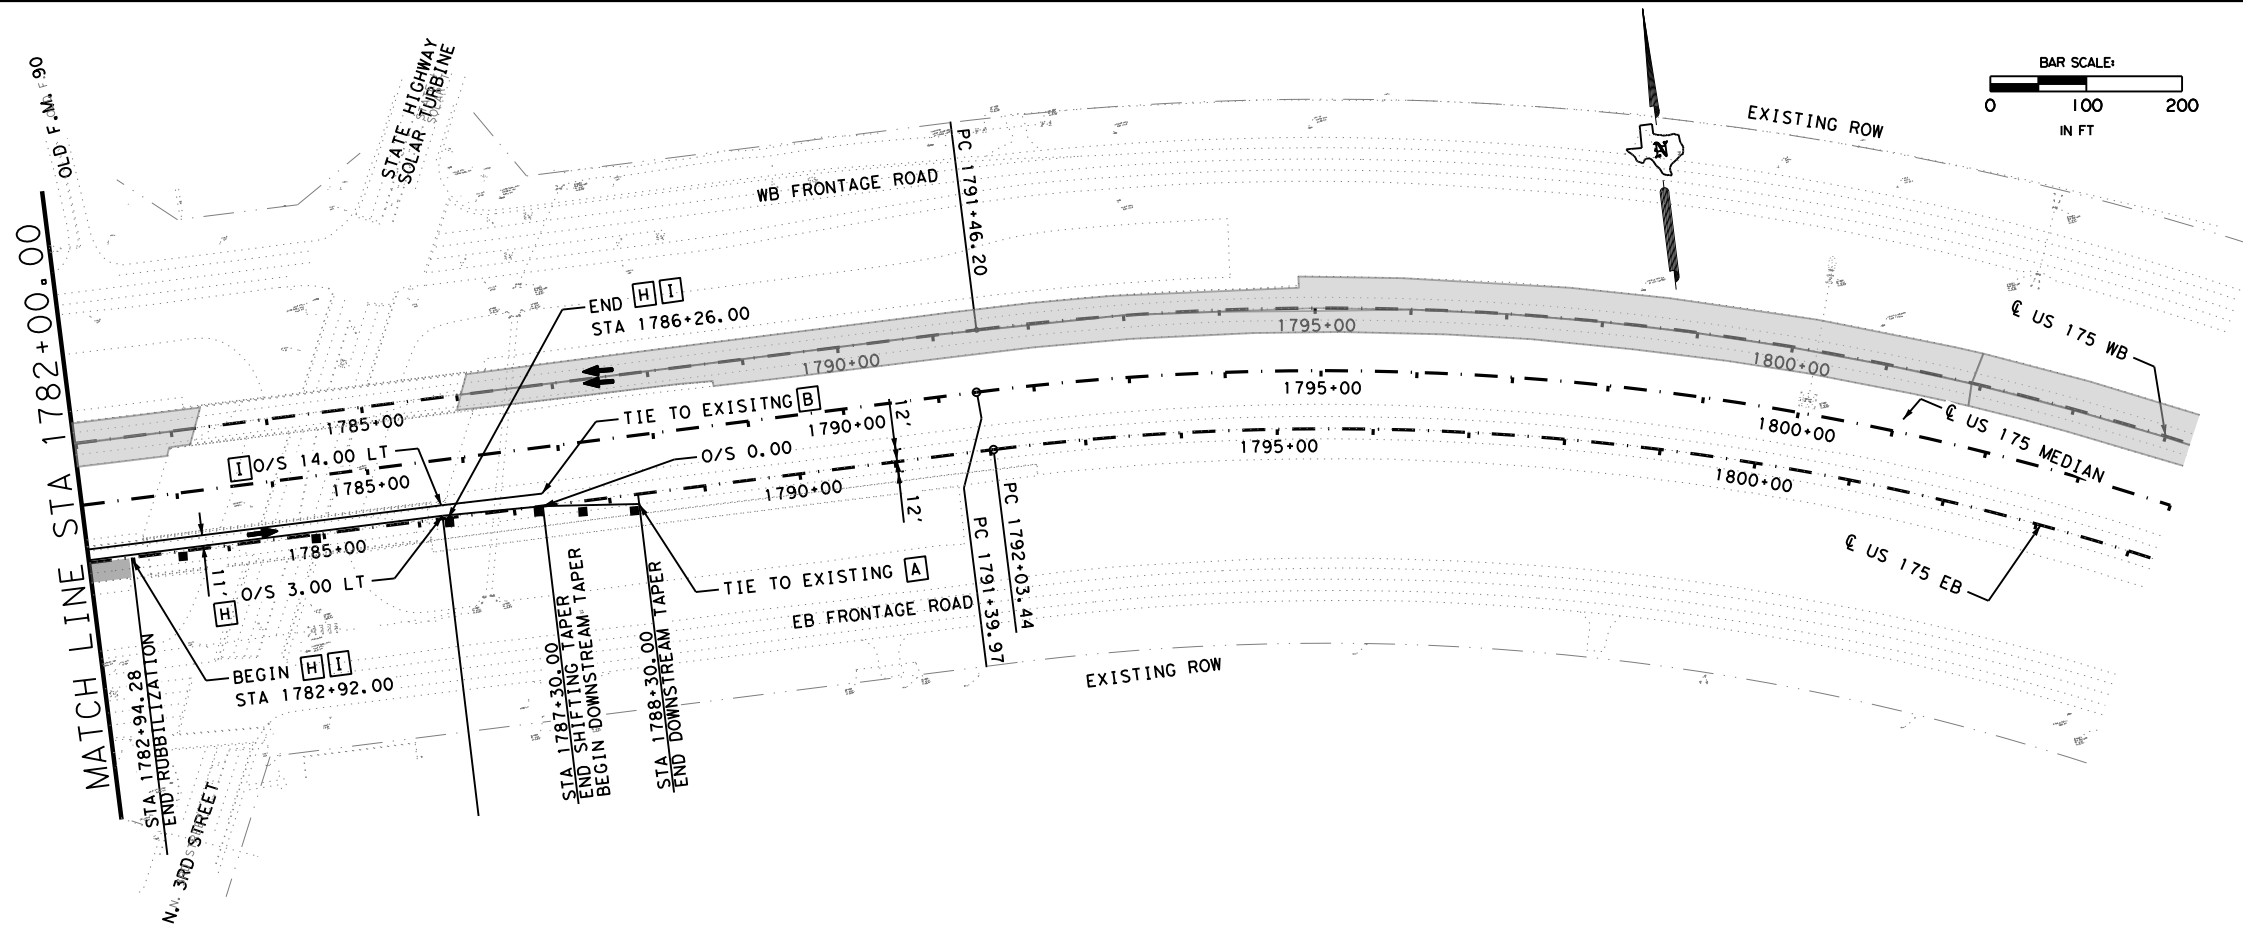 OLD F.M. 90
STATE HIGHWAY
SOLAR TURBINE
BAR SCALE:
0 100 200
IN FT
EXISTING ROW
WB FRONTAGE ROAD
PC 1791+46.20
MATCH LINE STA 1782+00.00
END H I
STA 1786+26.00
1785+00
1790+00
1795+00
1800+00
℄ US 175 WB
TIE TO EXISITNG B
I O/S 14.00 LT
O/S 0.00
12'
12'
1785+00
1790+00
1795+00
1800+00
℄ US 175 MEDIAN
1785+00
1790+00
1795+00
1800+00
℄ US 175 EB
11'
H
O/S 3.00 LT
TIE TO EXISTING A
EB FRONTAGE ROAD
PC 1791+39.97
PC 1792+03.44
BEGIN H I
STA 1782+92.00
STA 1782+94.28
END RUBBILIZATION
STA 1787+30.00
END SHIFTING TAPER
BEGIN DOWNSTREAM TAPER
STA 1788+30.00
END DOWNSTREAM TAPER
EXISTING ROW
N. 3RD STREET